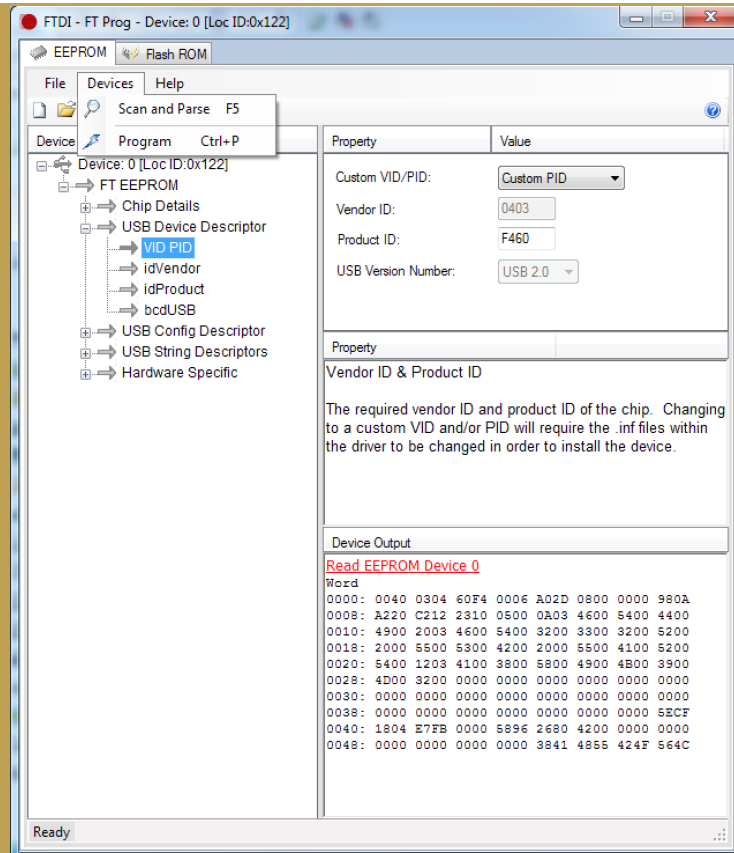 FTDI - FT Prog - Device: 0 [Loc ID:0x122]
EEPROM Flash ROM
File Devices Help
Scan and Parse F5
Program Ctrl+P
Device
Property Value
Device: 0 [Loc ID:0x122]
FT EEPROM
Chip Details
USB Device Descriptor
VID PID
idVendor
idProduct
bcdUSB
USB Config Descriptor
USB String Descriptors
Hardware Specific
Custom VID/PID: Custom PID
Vendor ID: 0403
Product ID: F460
USB Version Number: USB 2.0
Property
Vendor ID & Product ID
The required vendor ID and product ID of the chip. Changing
to a custom VID and/or PID will require the .inf files within
the driver to be changed in order to install the device.
Device Output
Read EEPROM Device 0
Word
0000: 0040 0304 60F4 0006 A02D 0800 0000 980A
0008: A220 C212 2310 0500 0A03 4600 5400 4400
0010: 4900 2003 4600 5400 3200 3300 3200 5200
0018: 2000 5500 5300 4200 2000 5500 4100 5200
0020: 5400 1203 4100 3800 5800 4900 4B00 3900
0028: 4D00 3200 0000 0000 0000 0000 0000 0000
0030: 0000 0000 0000 0000 0000 0000 0000 0000
0038: 0000 0000 0000 0000 0000 0000 0000 5ECF
0040: 1804 E7FB 0000 5896 2680 4200 0000 0000
0048: 0000 0000 0000 0000 3841 4855 424F 564C
Ready